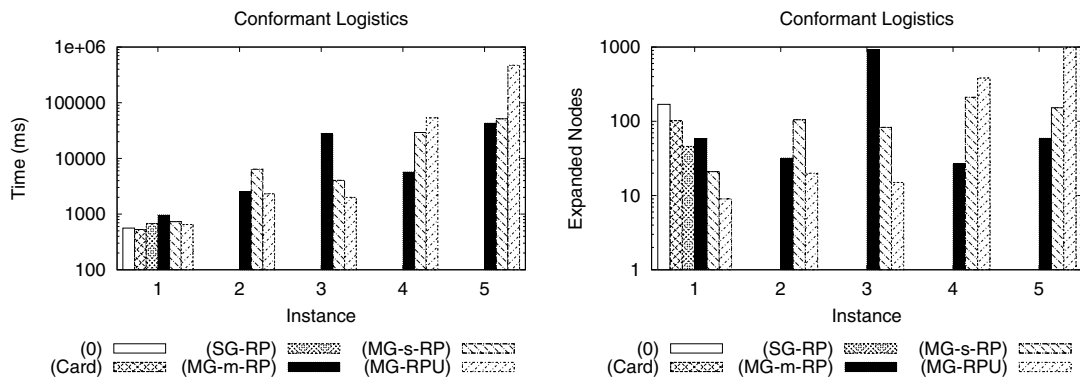 Conformant Logistics
1e+06
100000
10000
1000
100
Time (ms)
1 2 3 4 5
Instance
(0) (SG-RP) (MG-s-RP)
(Card) (MG-m-RP) (MG-RPU)
Conformant Logistics
1000
100
10
1
Expanded Nodes
1 2 3 4 5
Instance
(0) (SG-RP) (MG-s-RP)
(Card) (MG-m-RP) (MG-RPU)